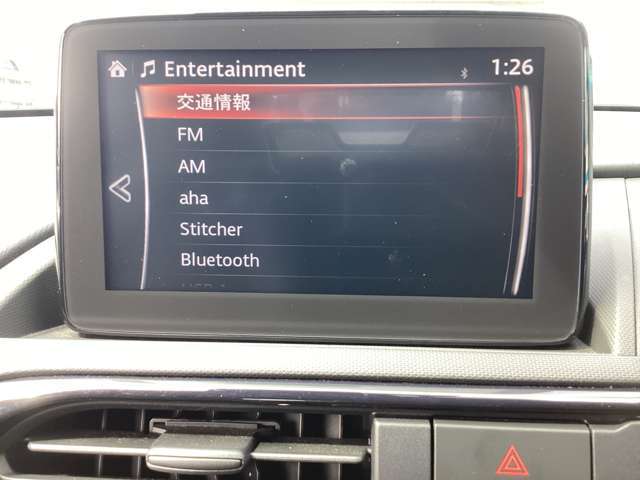 Entertainment 1:26
交通情報
FM
AM
aha
Stitcher
Bluetooth